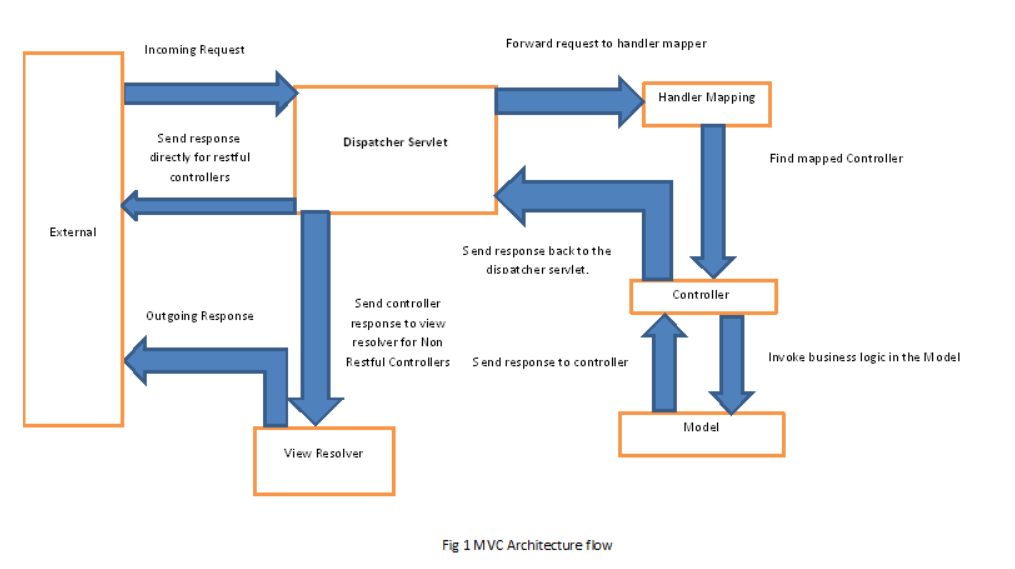 Incoming Request
Forward request to handler mapper
Handler Mapping
Dispatcher Servlet
Send response
directly for restful
controllers
Find mapped Controller
External
Send response back to the
dispatcher servlet.
Controller
Send controller
response to view
resolver for Non
Restful Controllers
Outgoing Response
Send response to controller
Invoke business logic in the Model
Model
View Resolver
Fig 1 MVC Architecture flow